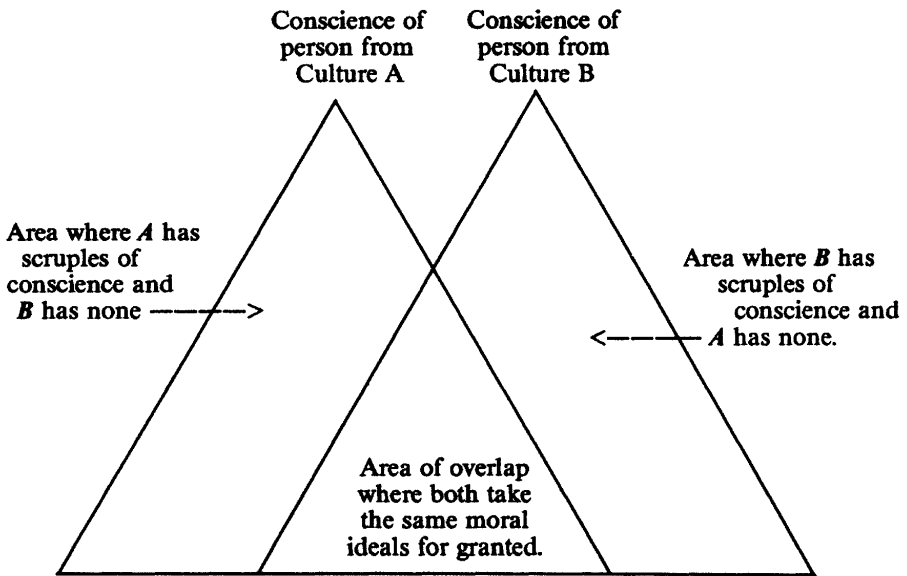 Conscience of
person from
Culture A
Conscience of
person from
Culture B
Area where A has
scruples of
conscience and
B has none
Area where B has
scruples of
conscience and
A has none.
Area of overlap
where both take
the same moral
ideals for granted.